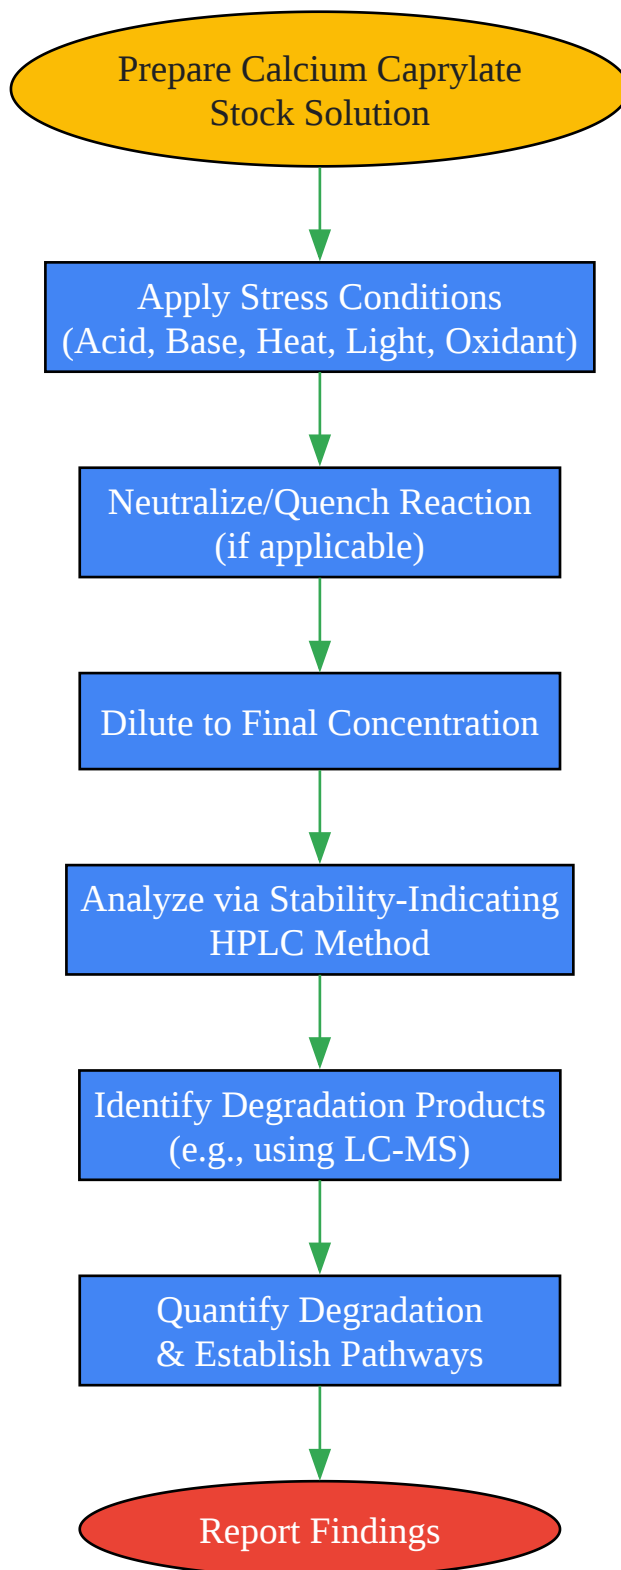 Prepare Calcium Caprylate
Stock Solution
Apply Stress Conditions
(Acid, Base, Heat, Light, Oxidant)
Neutralize/Quench Reaction
(if applicable)
Dilute to Final Concentration
Analyze via Stability-Indicating
HPLC Method
Identify Degradation Products
(e.g., using LC-MS)
Quantify Degradation
& Establish Pathways
Report Findings